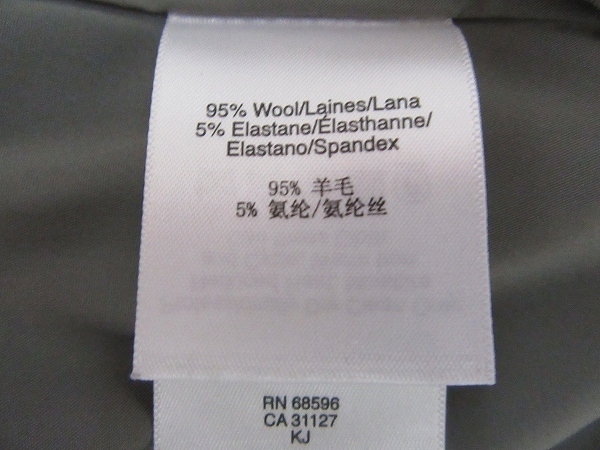 95% Wool/Laines/Lana
5% Elastane/Élasthanne/
Elastano/Spandex
95% 羊毛
5% 氨纶/氨纶丝
RN 68596
CA 31127
KJ